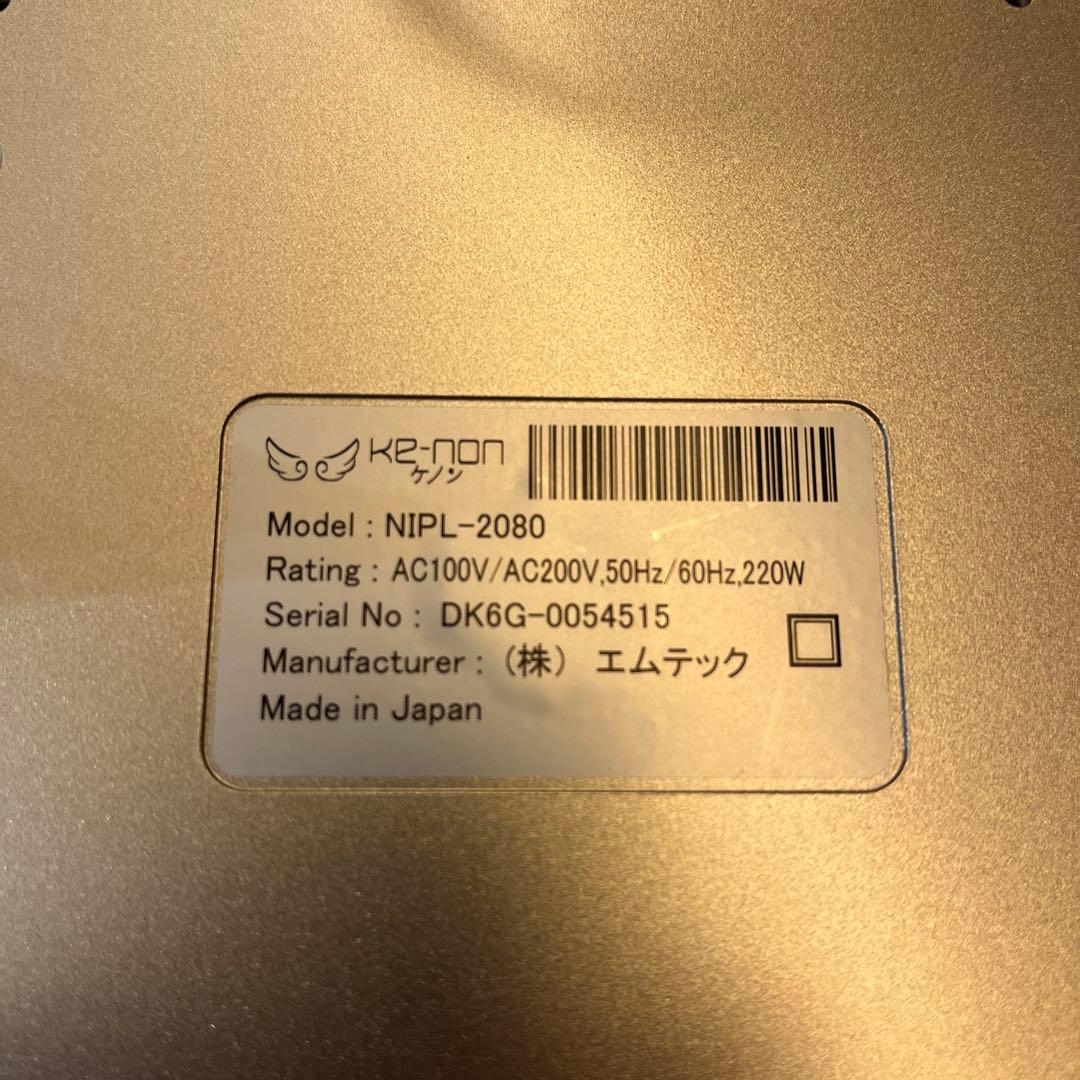 Ke-non
ケノン
Model : NIPL-2080
Rating : AC100V/AC200V,50Hz/60Hz,220W
Serial No : DK6G-0054515
Manufacturer : (株) エムテック
Made in Japan